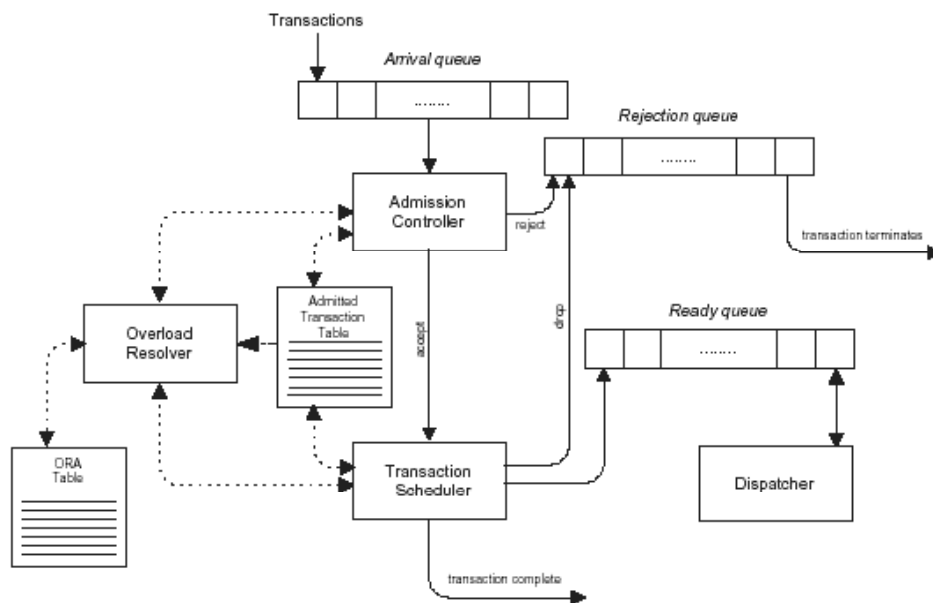 Transactions
Arrival queue
........
Rejection queue
........
Admission
Controller
reject
transaction terminates
Admitted
Transaction
Table
Overload
Resolver
accept
drop
Ready queue
........
ORA
Table
Transaction
Scheduler
Dispatcher
transaction complete